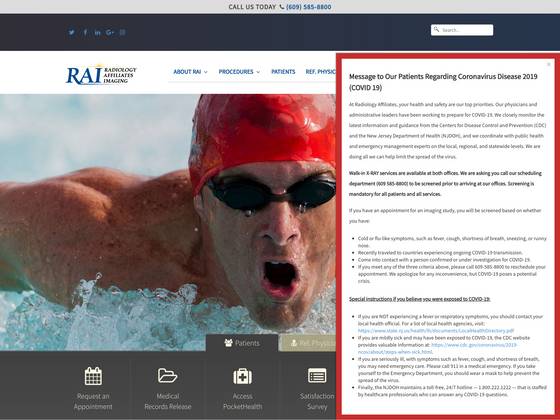 CALL US TODAY (609) 585-8800
Search...
RAI RADIOLOGY
AFFILIATES
IMAGING
ABOUT RAI
PROCEDURES
PATIENTS
REF. PHYSIC
Message to Our Patients Regarding Coronavirus Disease 2019
(COVID 19)
At Radiology Affiliates, your health and safety are our top priorities. Our physicians and
administrative leaders have been working to prepare for COVID-19. We closely monitor the
latest information and guidance from the Centers for Disease Control and Prevention (CDC)
and the New Jersey Department of Health (NJDOH), and we coordinate with public health
and emergency management experts on the local, regional, and statewide levels. We are
doing all we can help limit the spread of the virus.
Walk-in X-RAY services are available at both offices. We are asking you call our scheduling
department (609 585-8800) to be screened prior to arriving at our offices. Screening is
mandatory for all patients and all services.
If you have an appointment for an imaging study, you will be screened based on whether
you have:
Cold or flu-like symptoms, such as fever, cough, shortness of breath, sneezing, or runny
nose.
Recently traveled to countries experiencing ongoing COVID-19 transmission.
Come into contact with a person confirmed or under investigation for COVID-19.
If you meet any of the three criteria above, please call 609-585-8800 to reschedule your
appointment. We apologize for any inconvenience, but COVID-19 poses a potential
crisis.
Special instructions if you believe you were exposed to COVID-19:
If you are NOT experiencing a fever or respiratory symptoms, you should contact your
local health official. For a list of local health agencies, visit:
https://www.state.nj.us/health/lh/documents/LocalHealthDirectory.pdf
If you are mildly sick and may have been exposed to COVID-19, the CDC website
provides valuable information at: https://www.cdc.gov/coronavirus/2019-
ncov/about/steps-when-sick.html.
If you are seriously ill, with symptoms such as fever, cough, and shortness of breath,
you may need emergency care. Please call 911 in a medical emergency. If you take
yourself to the Emergency Department, you should wear a mask to prevent the
spread of the virus.
Finally, the NJDOH maintains a toll-free, 24/7 hotline — 1.800.222.1222 — that is staffed
by healthcare professionals who can answer any COVID-19 questions.
Patients
Ref. Physicia
Request an
Appointment
Medical
Records Release
Access
PocketHealth
Satisfaction
Survey